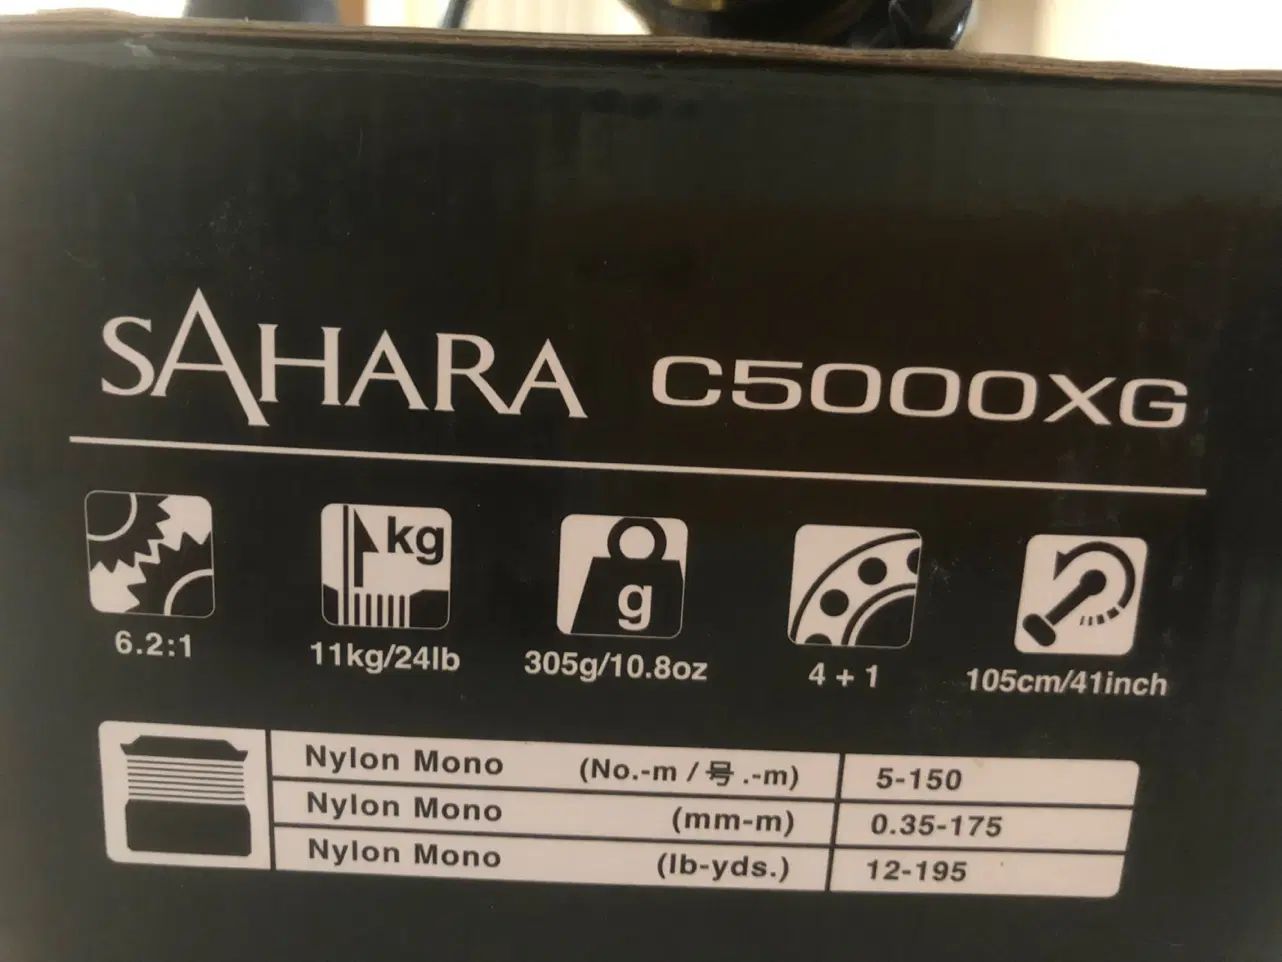 SAHARA C5000XG
kg
g
6.2:1 11kg/24lb 305g/10.8oz 4+1 105cm/41inch
Nylon Mono (No.-m / 号.-m) 5-150
Nylon Mono (mm-m) 0.35-175
Nylon Mono (lb-yds.) 12-195